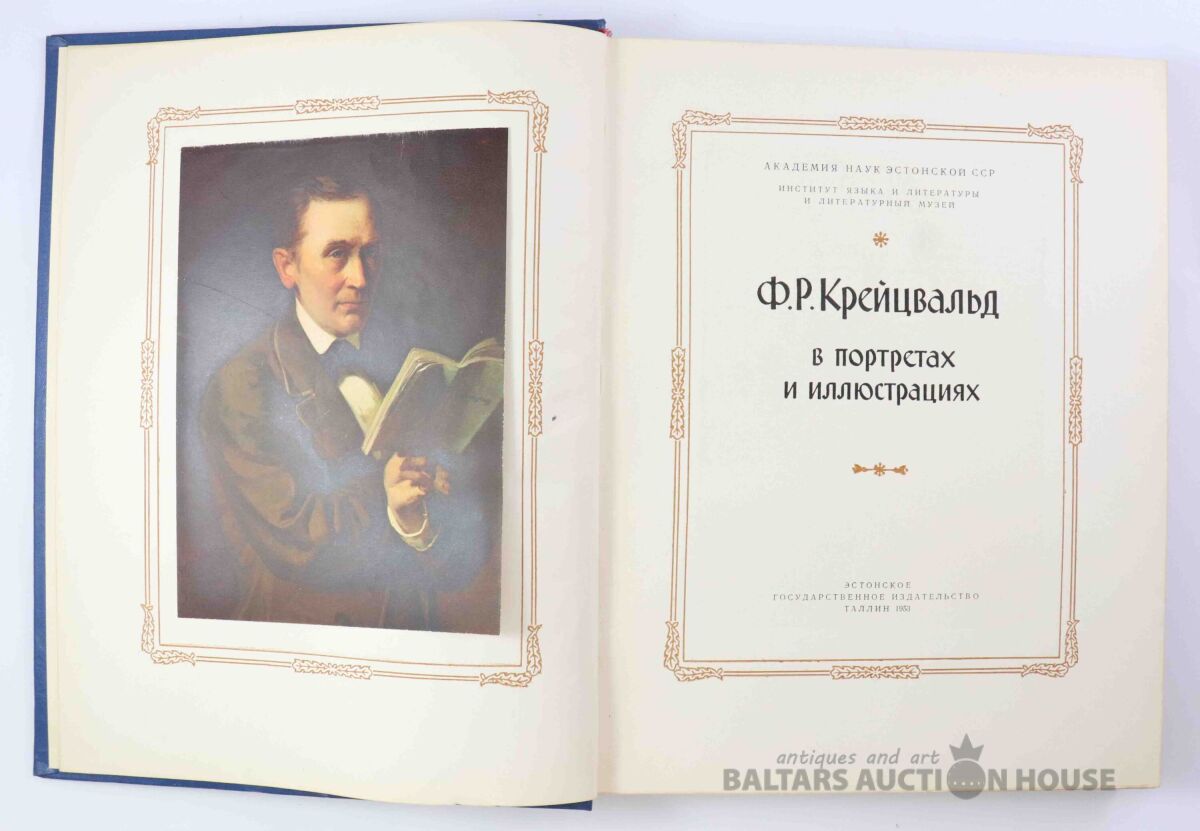 АКАДЕМИЯ НАУК ЭСТОНСКОЙ ССР
ИНСТИТУТ ЯЗЫКА И ЛИТЕРАТУРЫ
И ЛИТЕРАТУРНЫЙ МУЗЕЙ
Ф.Р. Крейцвальд
в портретах
и иллюстрациях
ЭСТОНСКОЕ
ГОСУДАРСТВЕННОЕ ИЗДАТЕЛЬСТВО
ТАЛЛИН 1953
antiques and art
BALTARS AUCTION HOUSE